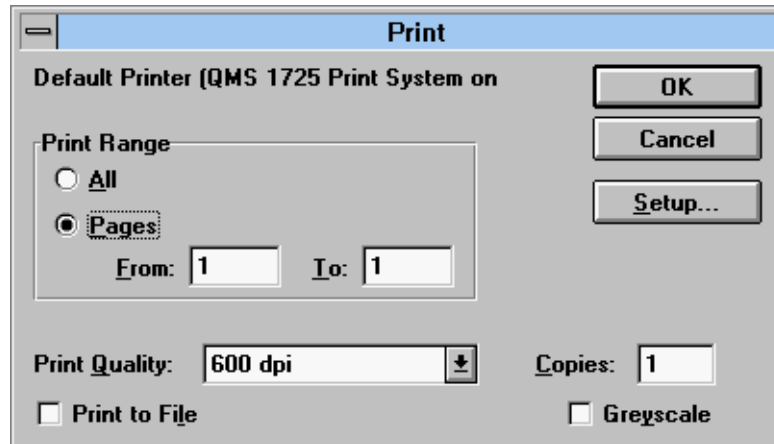 Print
Default Printer (QMS 1725 Print System on
OK
Print Range
Cancel
All
Setup...
Pages
From: 1 To: 1
Print Quality: 600 dpi Copies: 1
Print to File Greyscale